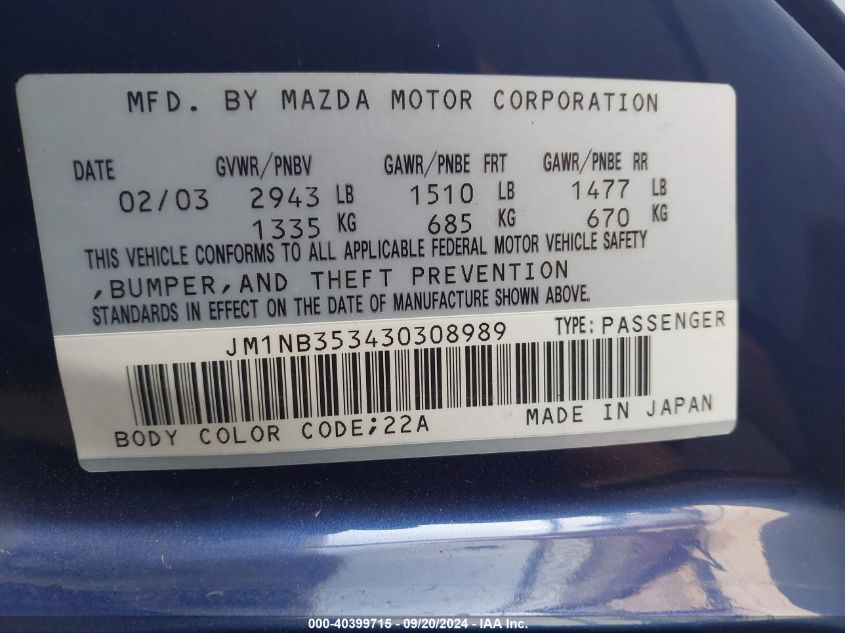 MFD. BY MAZDA MOTOR CORPORATION
DATE GVWR/PNBV GAWR/PNBE FRT GAWR/PNBE RR
02/03 2943 LB 1510 LB 1477 LB
1335 KG 685 KG 670 KG
THIS VEHICLE CONFORMS TO ALL APPLICABLE FEDERAL MOTOR VEHICLE SAFETY
,BUMPER,AND THEFT PREVENTION
STANDARDS IN EFFECT ON THE DATE OF MANUFACTURE SHOWN ABOVE.
JM1NB353430308989 TYPE: PASSENGER
BODY COLOR CODE;22A MADE IN JAPAN
000-40399715 - 09/20/2024 - IAA Inc.